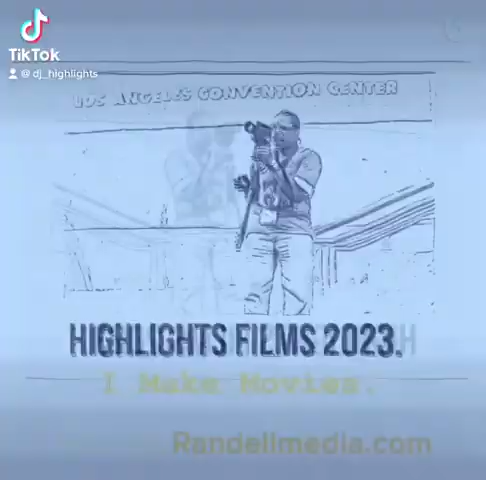 TikTok
@dj_highlights
LOS ANGELES CONVENTION CENTER
HIGHLIGHTS FILMS 2023.
I Make Movies.
Randellmedia.com